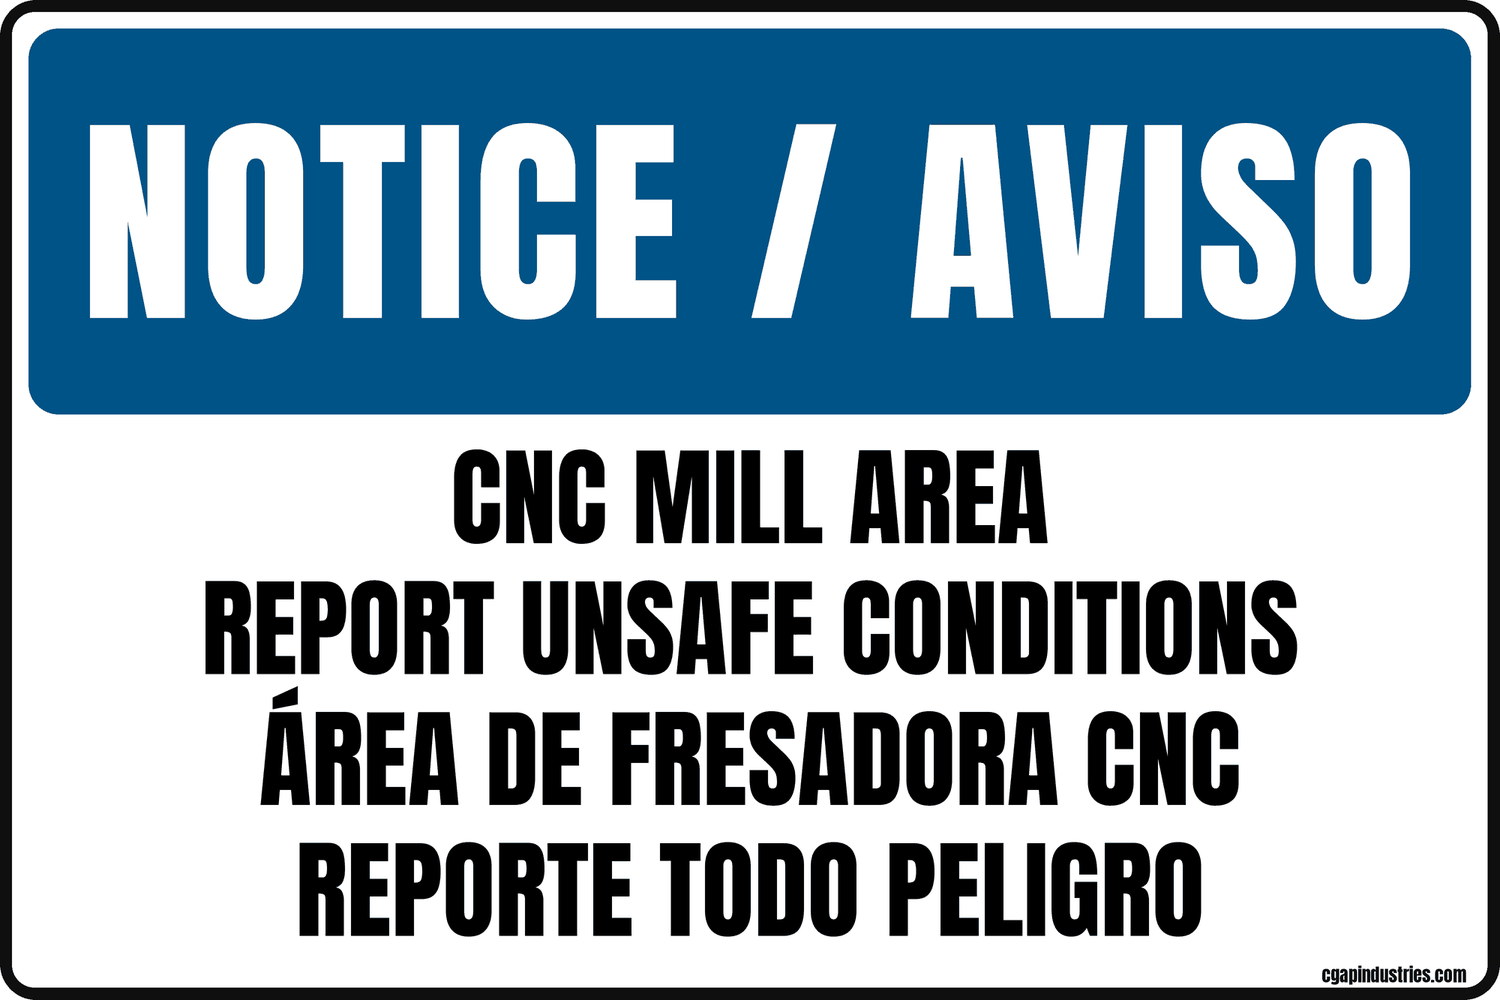 NOTICE / AVISO
CNC MILL AREA
REPORT UNSAFE CONDITIONS
ÁREA DE FRESADORA CNC
REPORTE TODO PELIGRO
cgapindustries.com